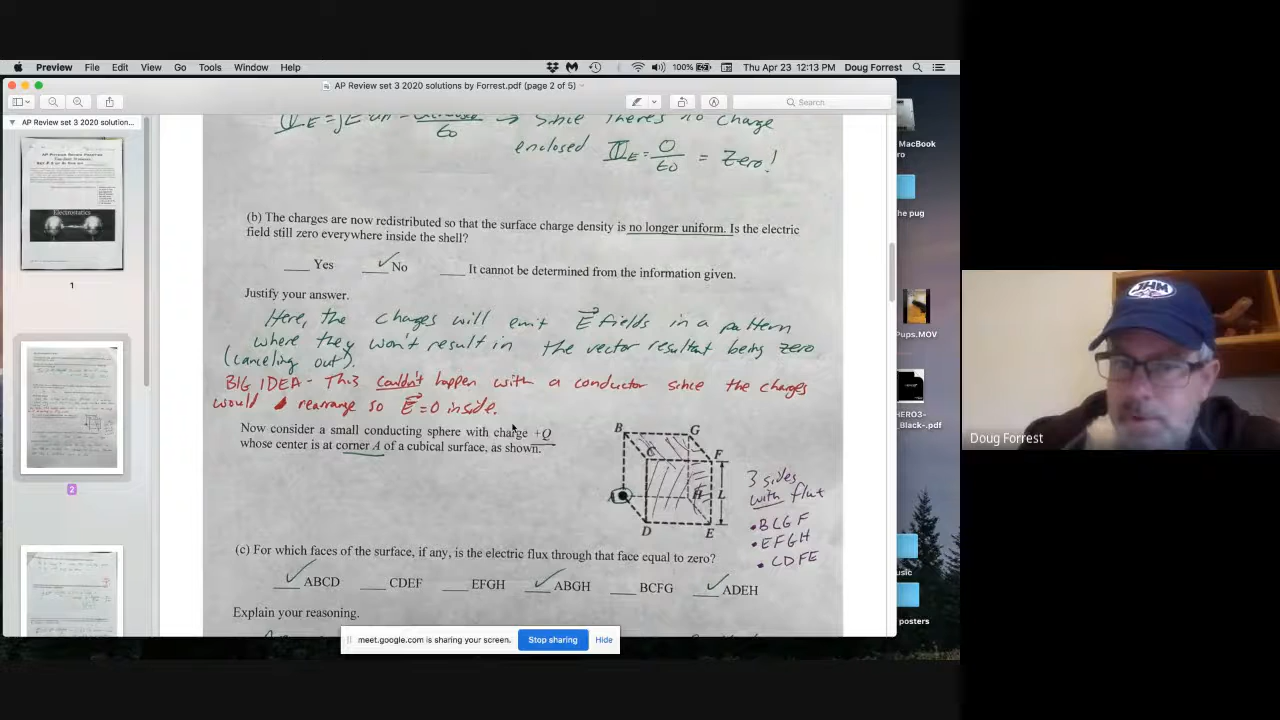 Preview File Edit View Go Tools Window Help 100% Thu Apr 23 12:13 PM Doug Forrest
AP Review set 3 2020 solutions by Forrest.pdf (page 2 of 5)
Search
AP Review set 3 2020 solution...
Electrostatics
1
2
→ Since there's no charge
enclosed ΦE = 0/ε0 = Zero!
(b) The charges are now redistributed so that the surface charge density is no longer uniform. Is the electric
field still zero everywhere inside the shell?
___ Yes ✓ No ___ It cannot be determined from the information given.
Justify your answer.
Here, the charges will emit E fields in a pattern
where they won't result in the vector resultant being zero
(canceling out).
BIG IDEA - This couldn't happen with a conductor since the charges
would rearrange so E=0 inside.
Now consider a small conducting sphere with charge +Q
whose center is at corner A of a cubical surface, as shown.
B G
C F
A H L
D E
3 sides
with flux
• BCGF
• EFGH
• CDFE
(c) For which faces of the surface, if any, is the electric flux through that face equal to zero?
✓ ABCD ___ CDEF ___ EFGH ✓ ABGH ___ BCFG ✓ ADEH
Explain your reasoning.
meet.google.com is sharing your screen. Stop sharing Hide
MacBook
The pug
Pups.MOV
HERO3-
_Black-.pdf
posters
JHM
Doug Forrest